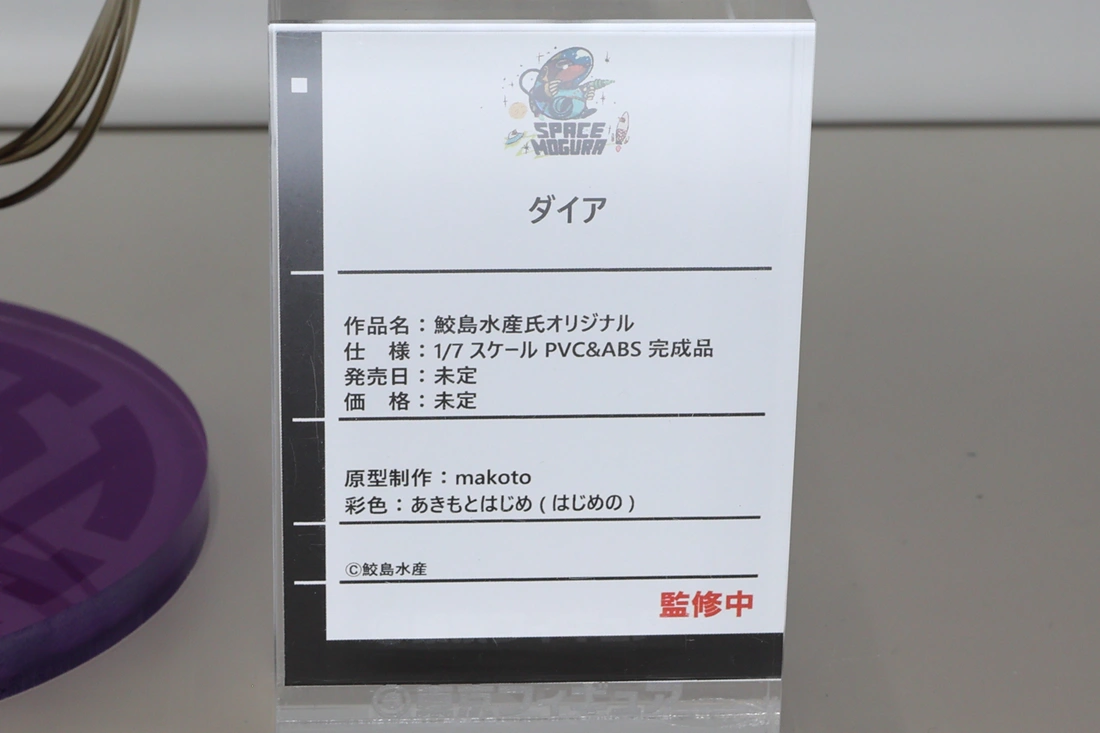 SPACE
MOGURA
ダイア
作品名：鮫島水産氏オリジナル
仕　様：1/7 スケール PVC&ABS 完成品
発売日：未定
価　格：未定
原型制作：makoto
彩色：あきもとはじめ ( はじめの )
©鮫島水産
監修中